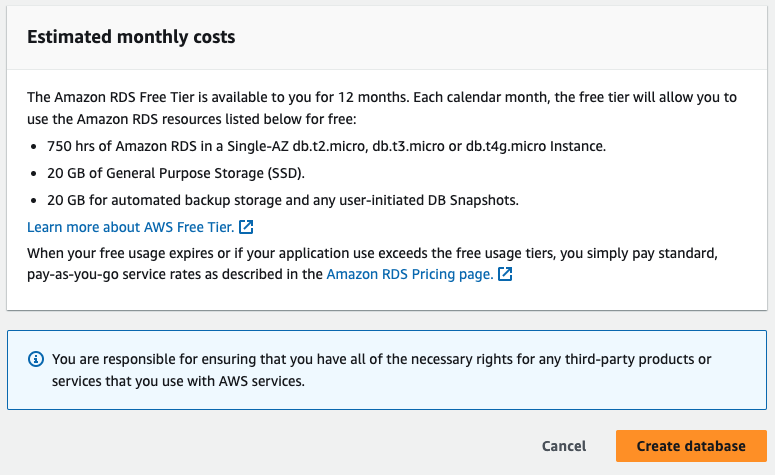 Estimated monthly costs
The Amazon RDS Free Tier is available to you for 12 months. Each calendar month, the free tier will allow you to
use the Amazon RDS resources listed below for free:
• 750 hrs of Amazon RDS in a Single-AZ db.t2.micro, db.t3.micro or db.t4g.micro Instance.
• 20 GB of General Purpose Storage (SSD).
• 20 GB for automated backup storage and any user-initiated DB Snapshots.
Learn more about AWS Free Tier.
When your free usage expires or if your application use exceeds the free usage tiers, you simply pay standard,
pay-as-you-go service rates as described in the Amazon RDS Pricing page.
You are responsible for ensuring that you have all of the necessary rights for any third-party products or
services that you use with AWS services.
Cancel Create database